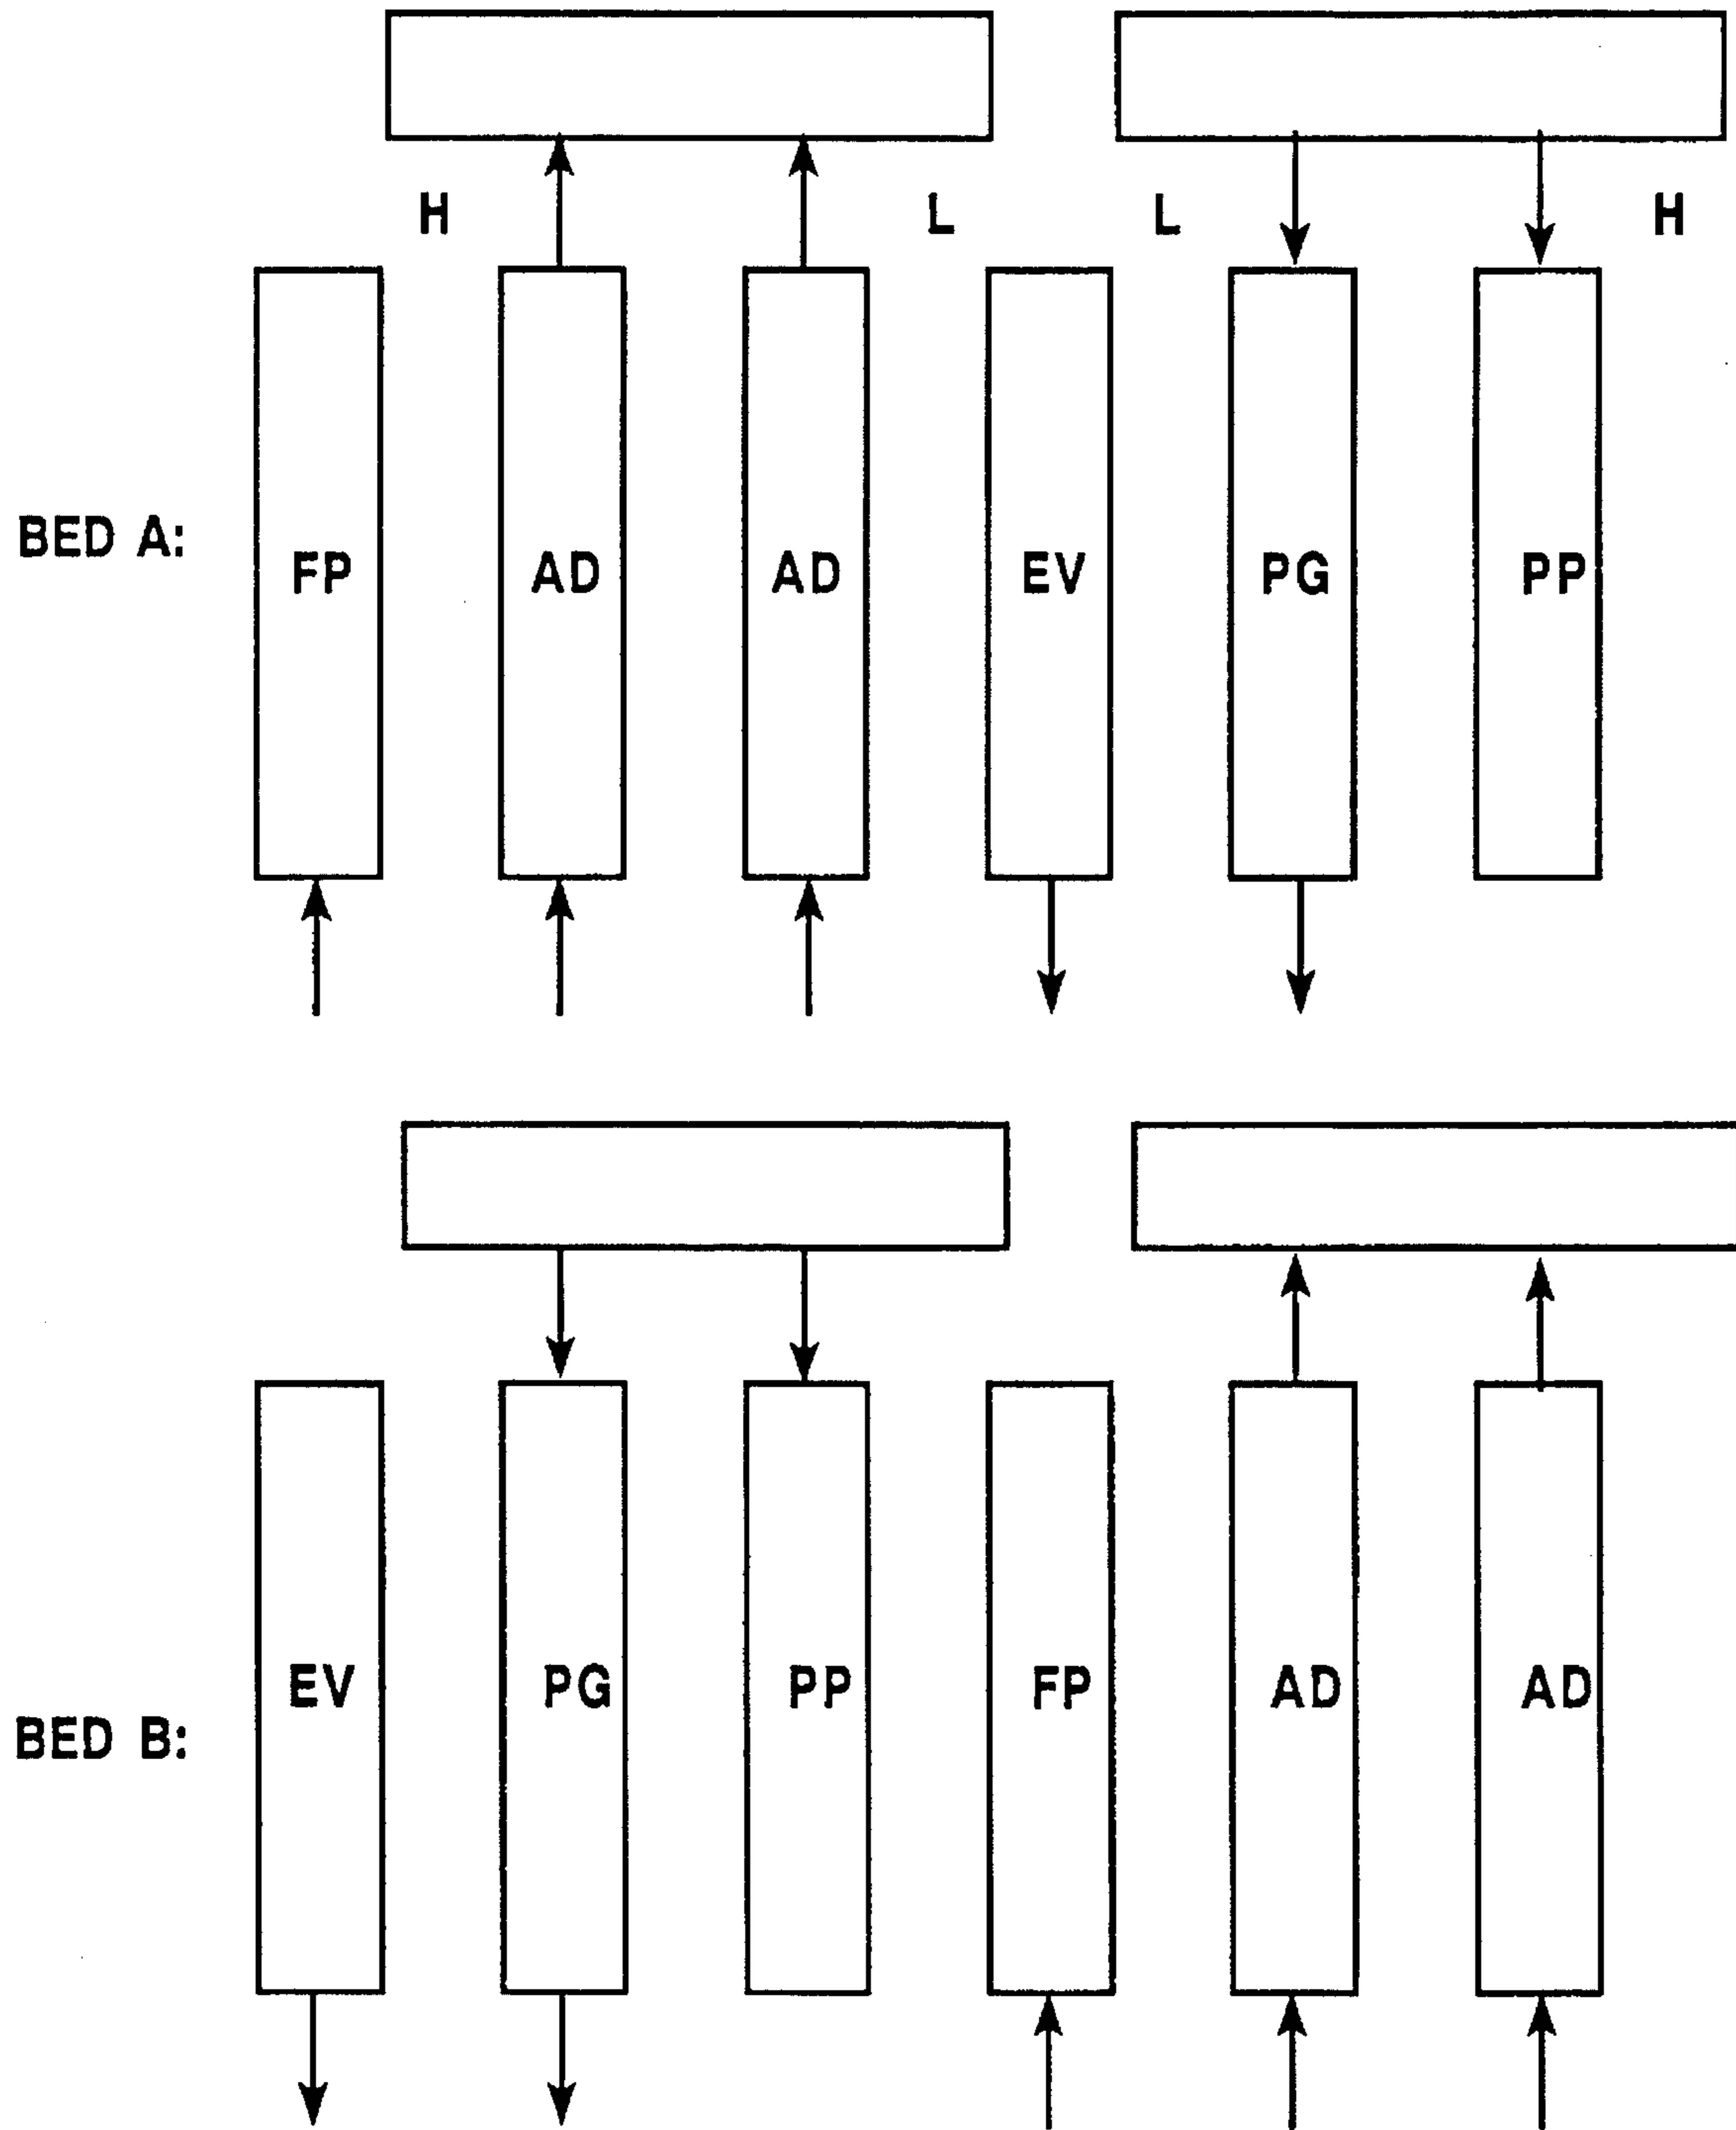 H L L H
BED A:
FP AD AD EV PG PP
EV PG PP FP AD AD
BED B: